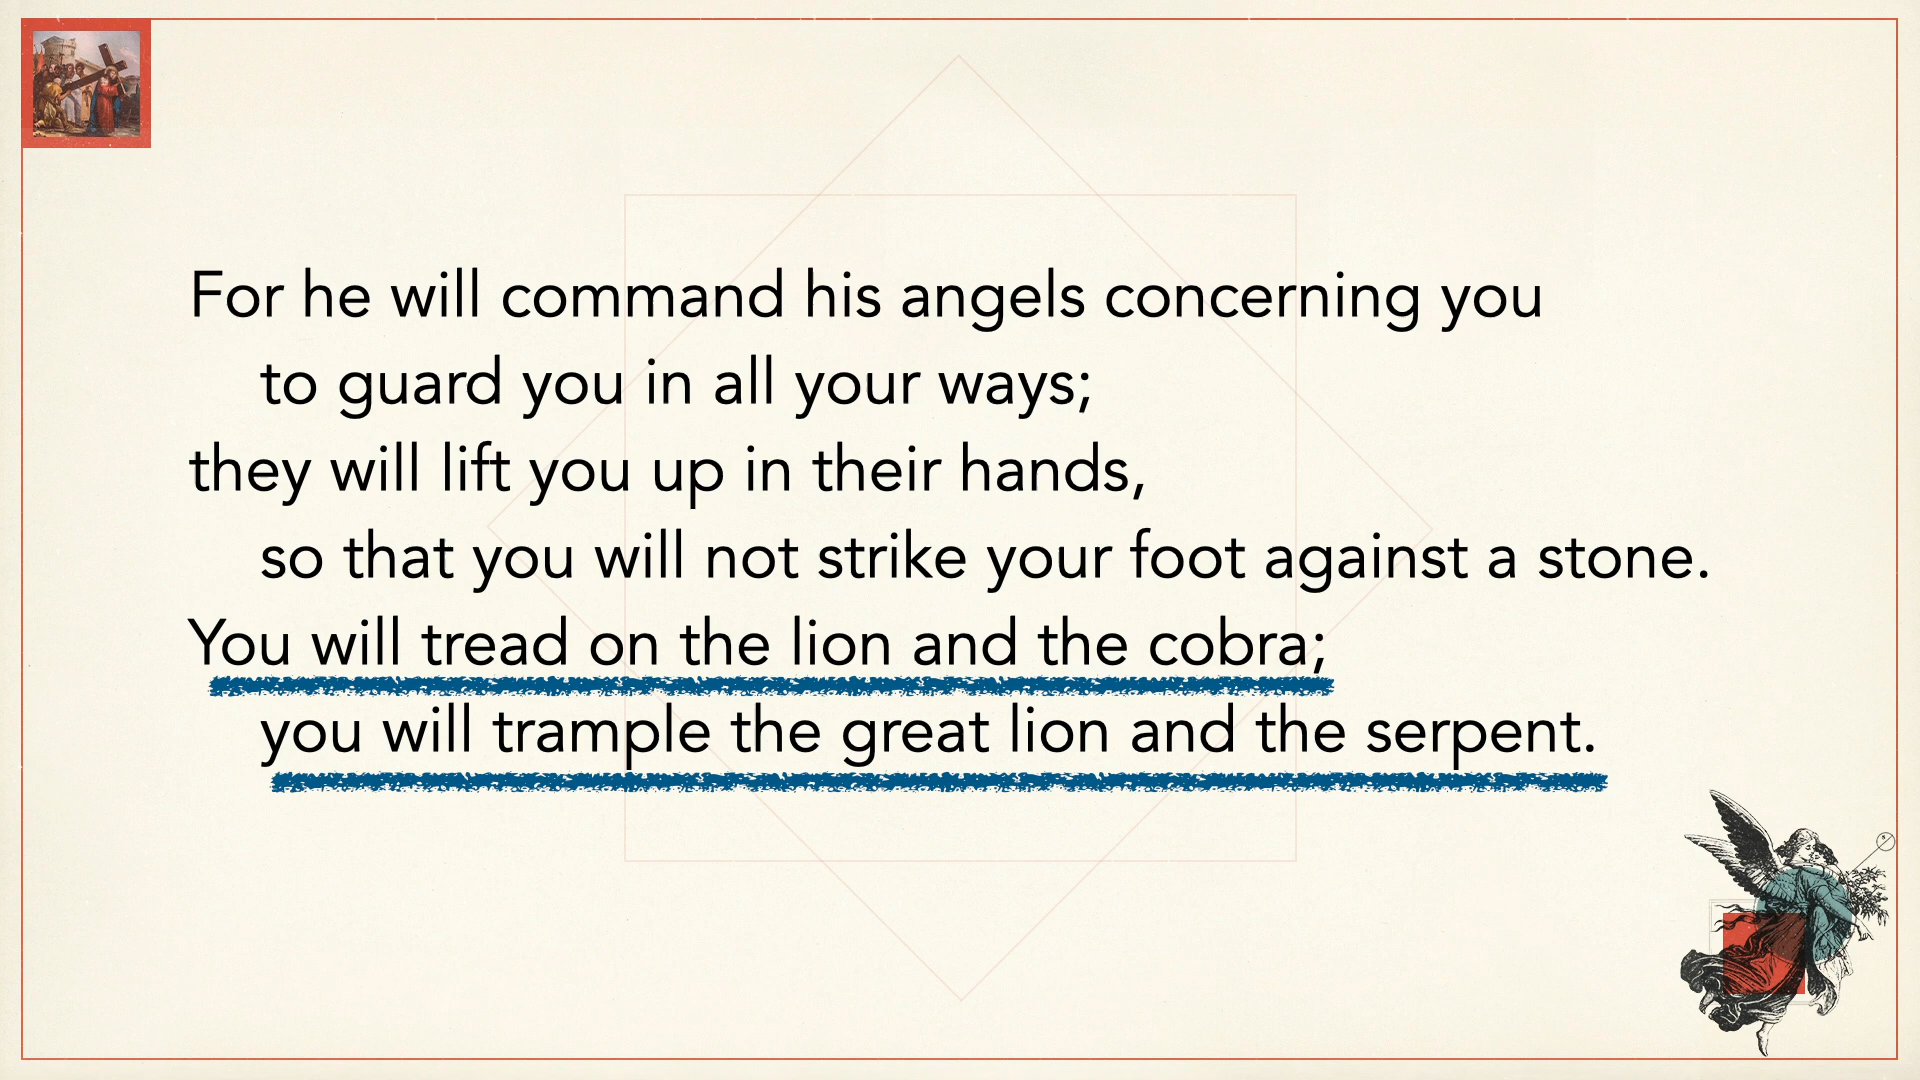 For he will command his angels concerning you
to guard you in all your ways;
they will lift you up in their hands,
so that you will not strike your foot against a stone.
You will tread on the lion and the cobra;
you will trample the great lion and the serpent.